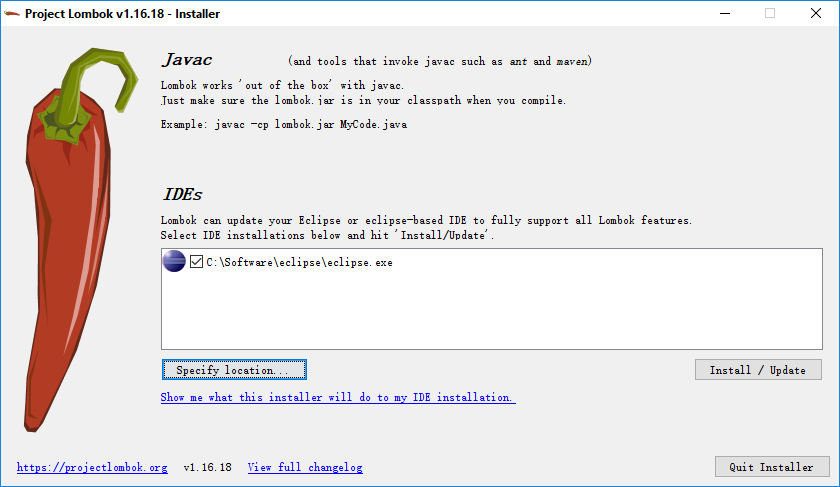 Project Lombok v1.16.18 - Installer
Javac (and tools that invoke javac such as ant and maven)
Lombok works 'out of the box' with javac.
Just make sure the lombok.jar is in your classpath when you compile.
Example: javac -cp lombok.jar MyCode.java
IDEs
Lombok can update your Eclipse or eclipse-based IDE to fully support all Lombok features.
Select IDE installations below and hit 'Install/Update'.
C:\Software\eclipse\eclipse.exe
Specify location... Install / Update
Show me what this installer will do to my IDE installation.
https://projectlombok.org v1.16.18 View full changelog Quit Installer